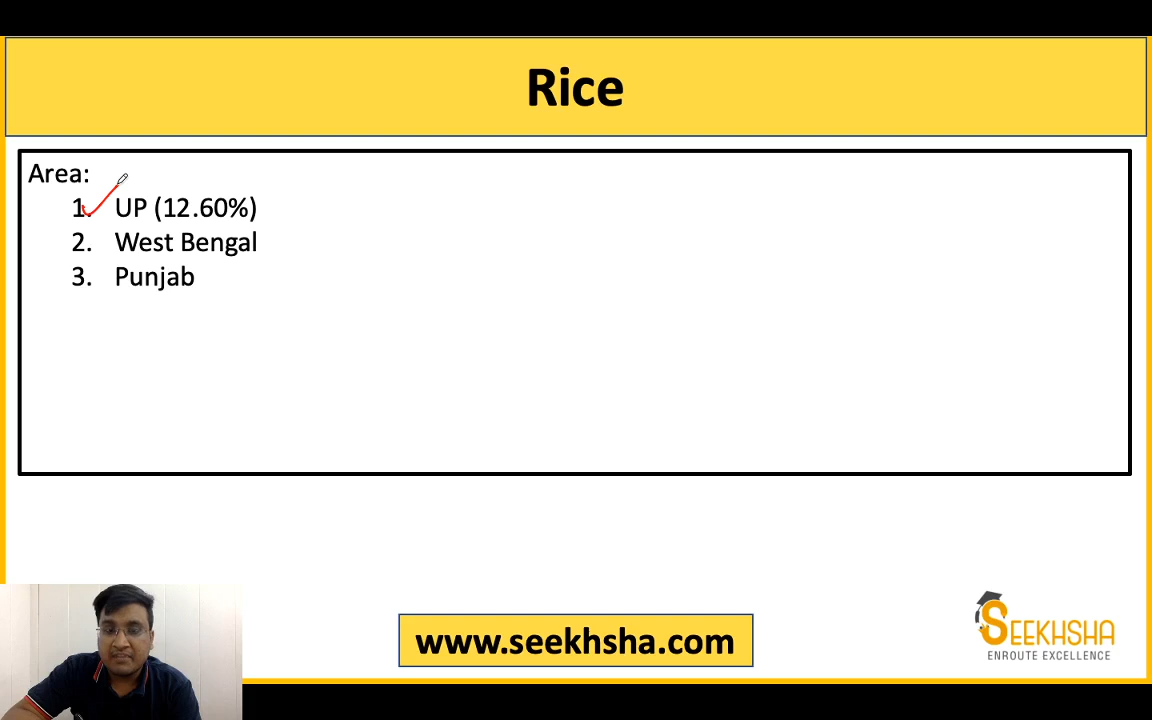 Rice
Area:
1. UP (12.60%)
2. West Bengal
3. Punjab
www.seekhsha.com
SEEKHSHA
ENROUTE EXCELLENCE